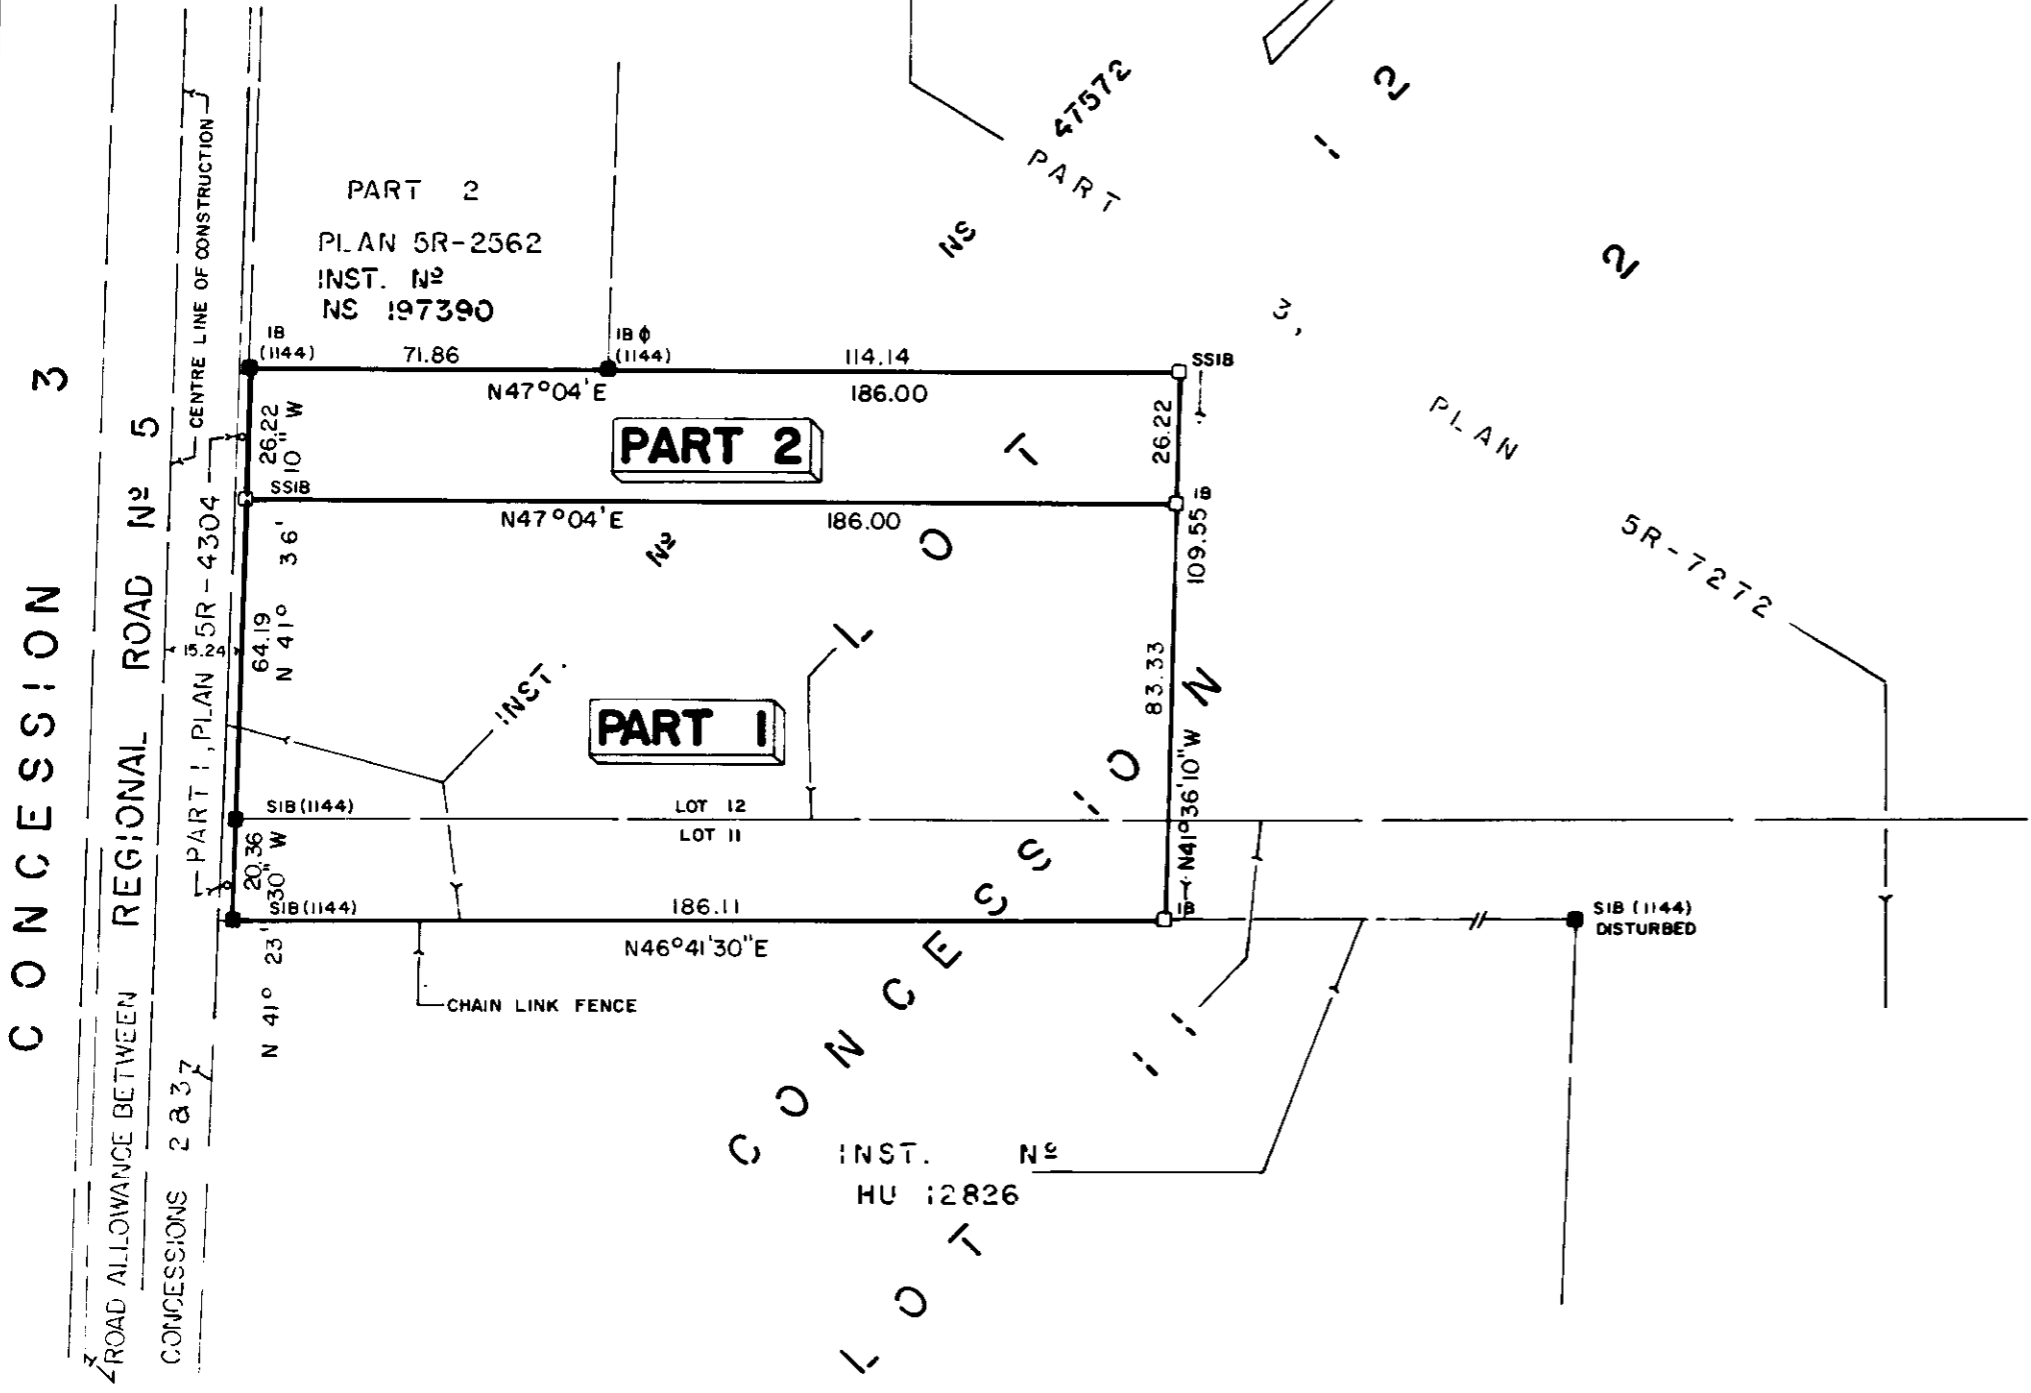 CONCESSION 3
ROAD ALLOWANCE BETWEEN
CONCESSIONS 2 & 3
REGIONAL ROAD Nº 5
PART 1, PLAN 5R-4304
CENTRE LINE OF CONSTRUCTION
15.24
PART 2
PLAN 5R-2562
INST. Nº
NS 197390
IB
(1144)
71.86
IBϕ
(1144)
114.14
SSIB
N47°04'E
186.00
26.22
PART 2
26.22
SSIB
IB
N47°04'E
186.00
N 41° 36' 10" W
64.19
109.55
83.33
N41°36'10"W
INST. Nº NS 47572
PART 1
SIB (1144)
LOT 12
LOT 11
20.36
N 41° 23' 30" W
SIB (1144)
186.11
IB
N46°41'30"E
SIB (1144)
DISTURBED
CHAIN LINK FENCE
LOT 12
CONCESSION 2
LOT 11
PART 3, PLAN 5R-7272
INST. Nº
HU 12826